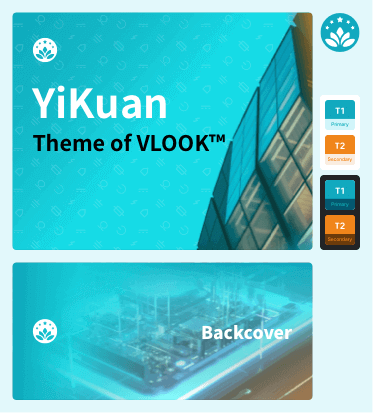 YiKuan
Theme of VLOOK™
T1
Primary
T2
Secondary
T1
Primary
T2
Secondary
Backcover